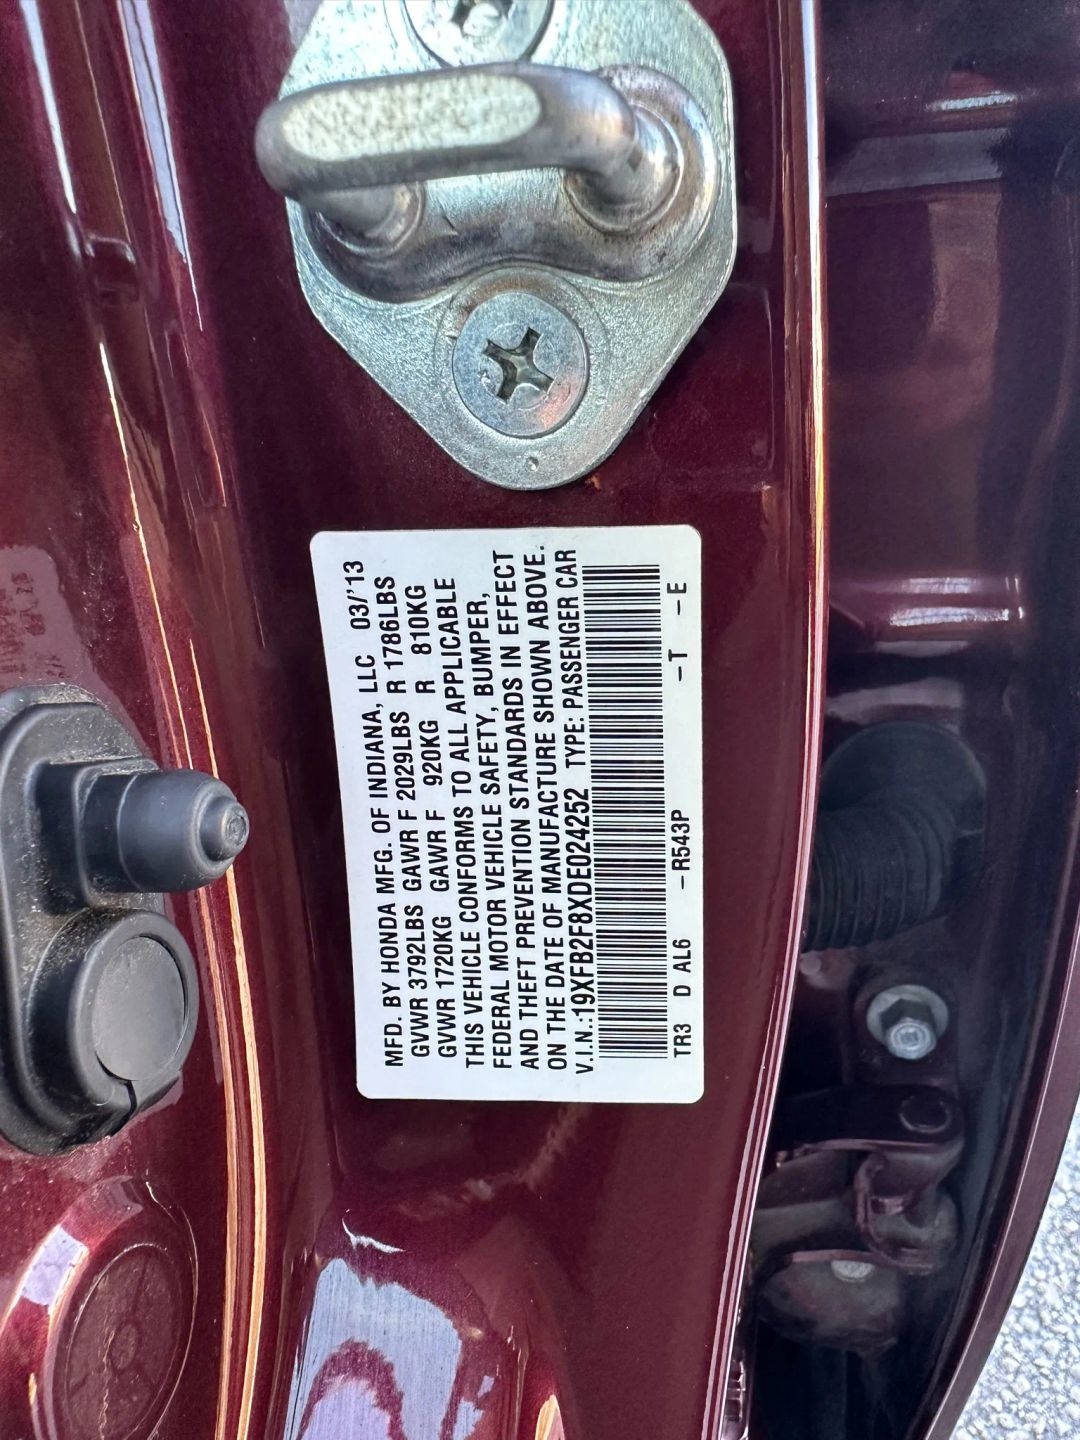 MFD. BY HONDA MFG. OF INDIANA, LLC 03/'13
GVWR 3792LBS GAWR F 2029LBS R 1786LBS
GVWR 1720KG GAWR F 920KG R 810KG
THIS VEHICLE CONFORMS TO ALL APPLICABLE
FEDERAL MOTOR VEHICLE SAFETY, BUMPER,
AND THEFT PREVENTION STANDARDS IN EFFECT
ON THE DATE OF MANUFACTURE SHOWN ABOVE.
V.I.N.:19XFB2F8XDE024252 TYPE: PASSENGER CAR
TR3 D AL6 -R543P -T -E